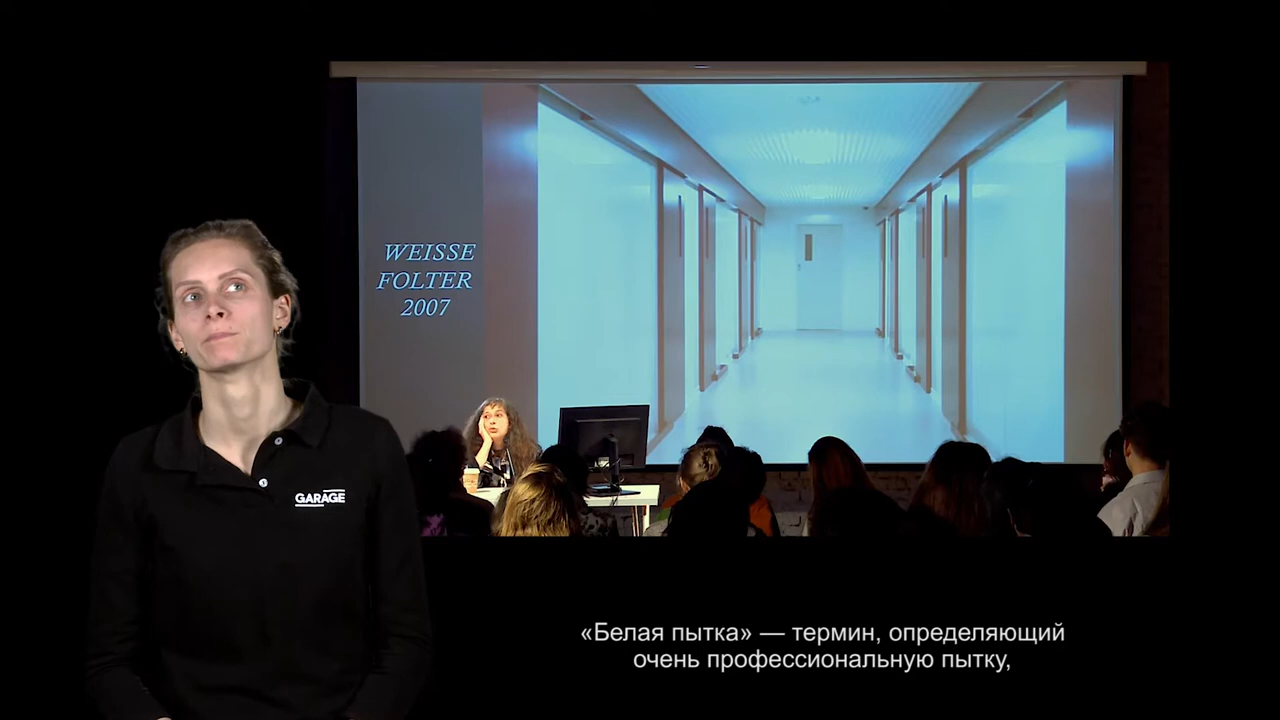 WEISSE
FOLTER
2007
GARAGE
«Белая пытка» — термин, определяющий
очень профессиональную пытку,